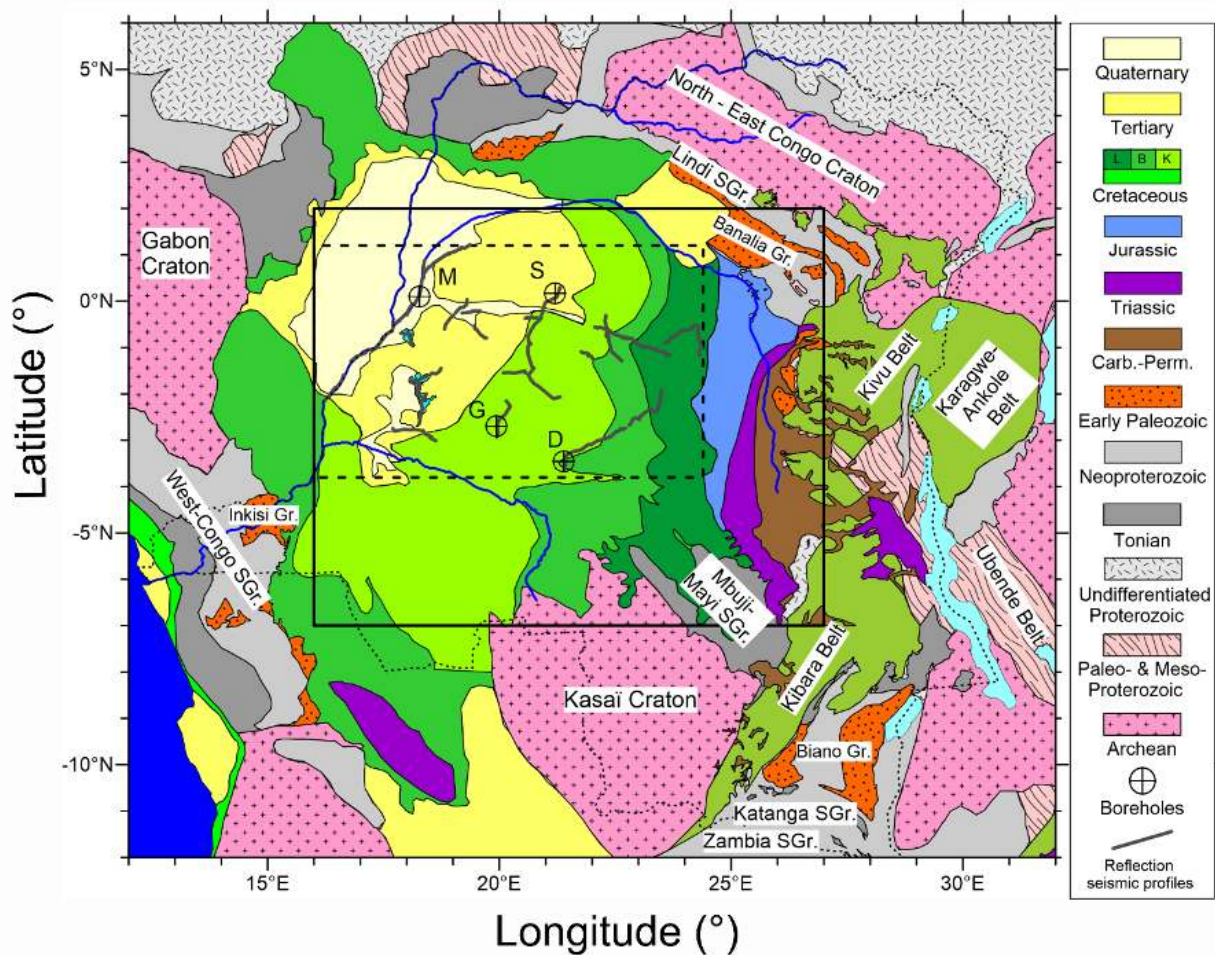 5°N
0°N
-5°N
-10°N
15°E
20°E
25°E
30°E
Latitude (°)
Longitude (°)
North - East Congo Craton
Lindi SGr.
Banalia Gr.
Gabon
Craton
M
S
G
D
Kivu Belt
Karagwe-
Ankole
Belt
West-Congo SGr.
Inkisi Gr.
Mbuji-
Mayi SGr.
Ubende Belt
Kibara Belt
Kasaï Craton
Biano Gr.
Katanga SGr.
Zambia SGr.
Quaternary
Tertiary
L B K
Cretaceous
Jurassic
Triassic
Carb.-Perm.
Early Paleozoic
Neoproterozoic
Tonian
Undifferentiated
Proterozoic
Paleo- & Meso-
Proterozoic
Archean
Boreholes
Reflection
seismic profiles